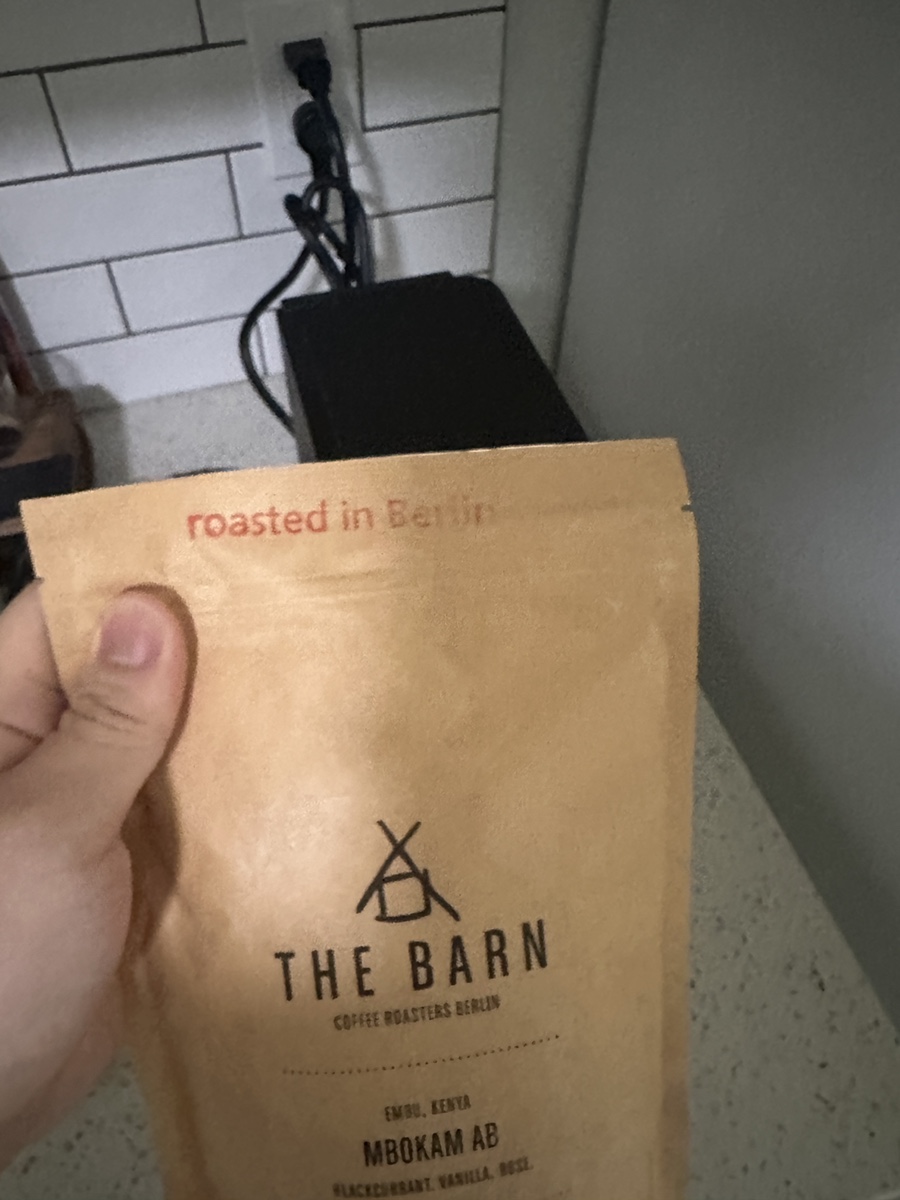 roasted in Berlin
THE BARN
COFFEE ROASTERS BERLIN
EMBU, KENYA
MBOKAM AB
BLACKCURRANT, VANILLA, ROSE.